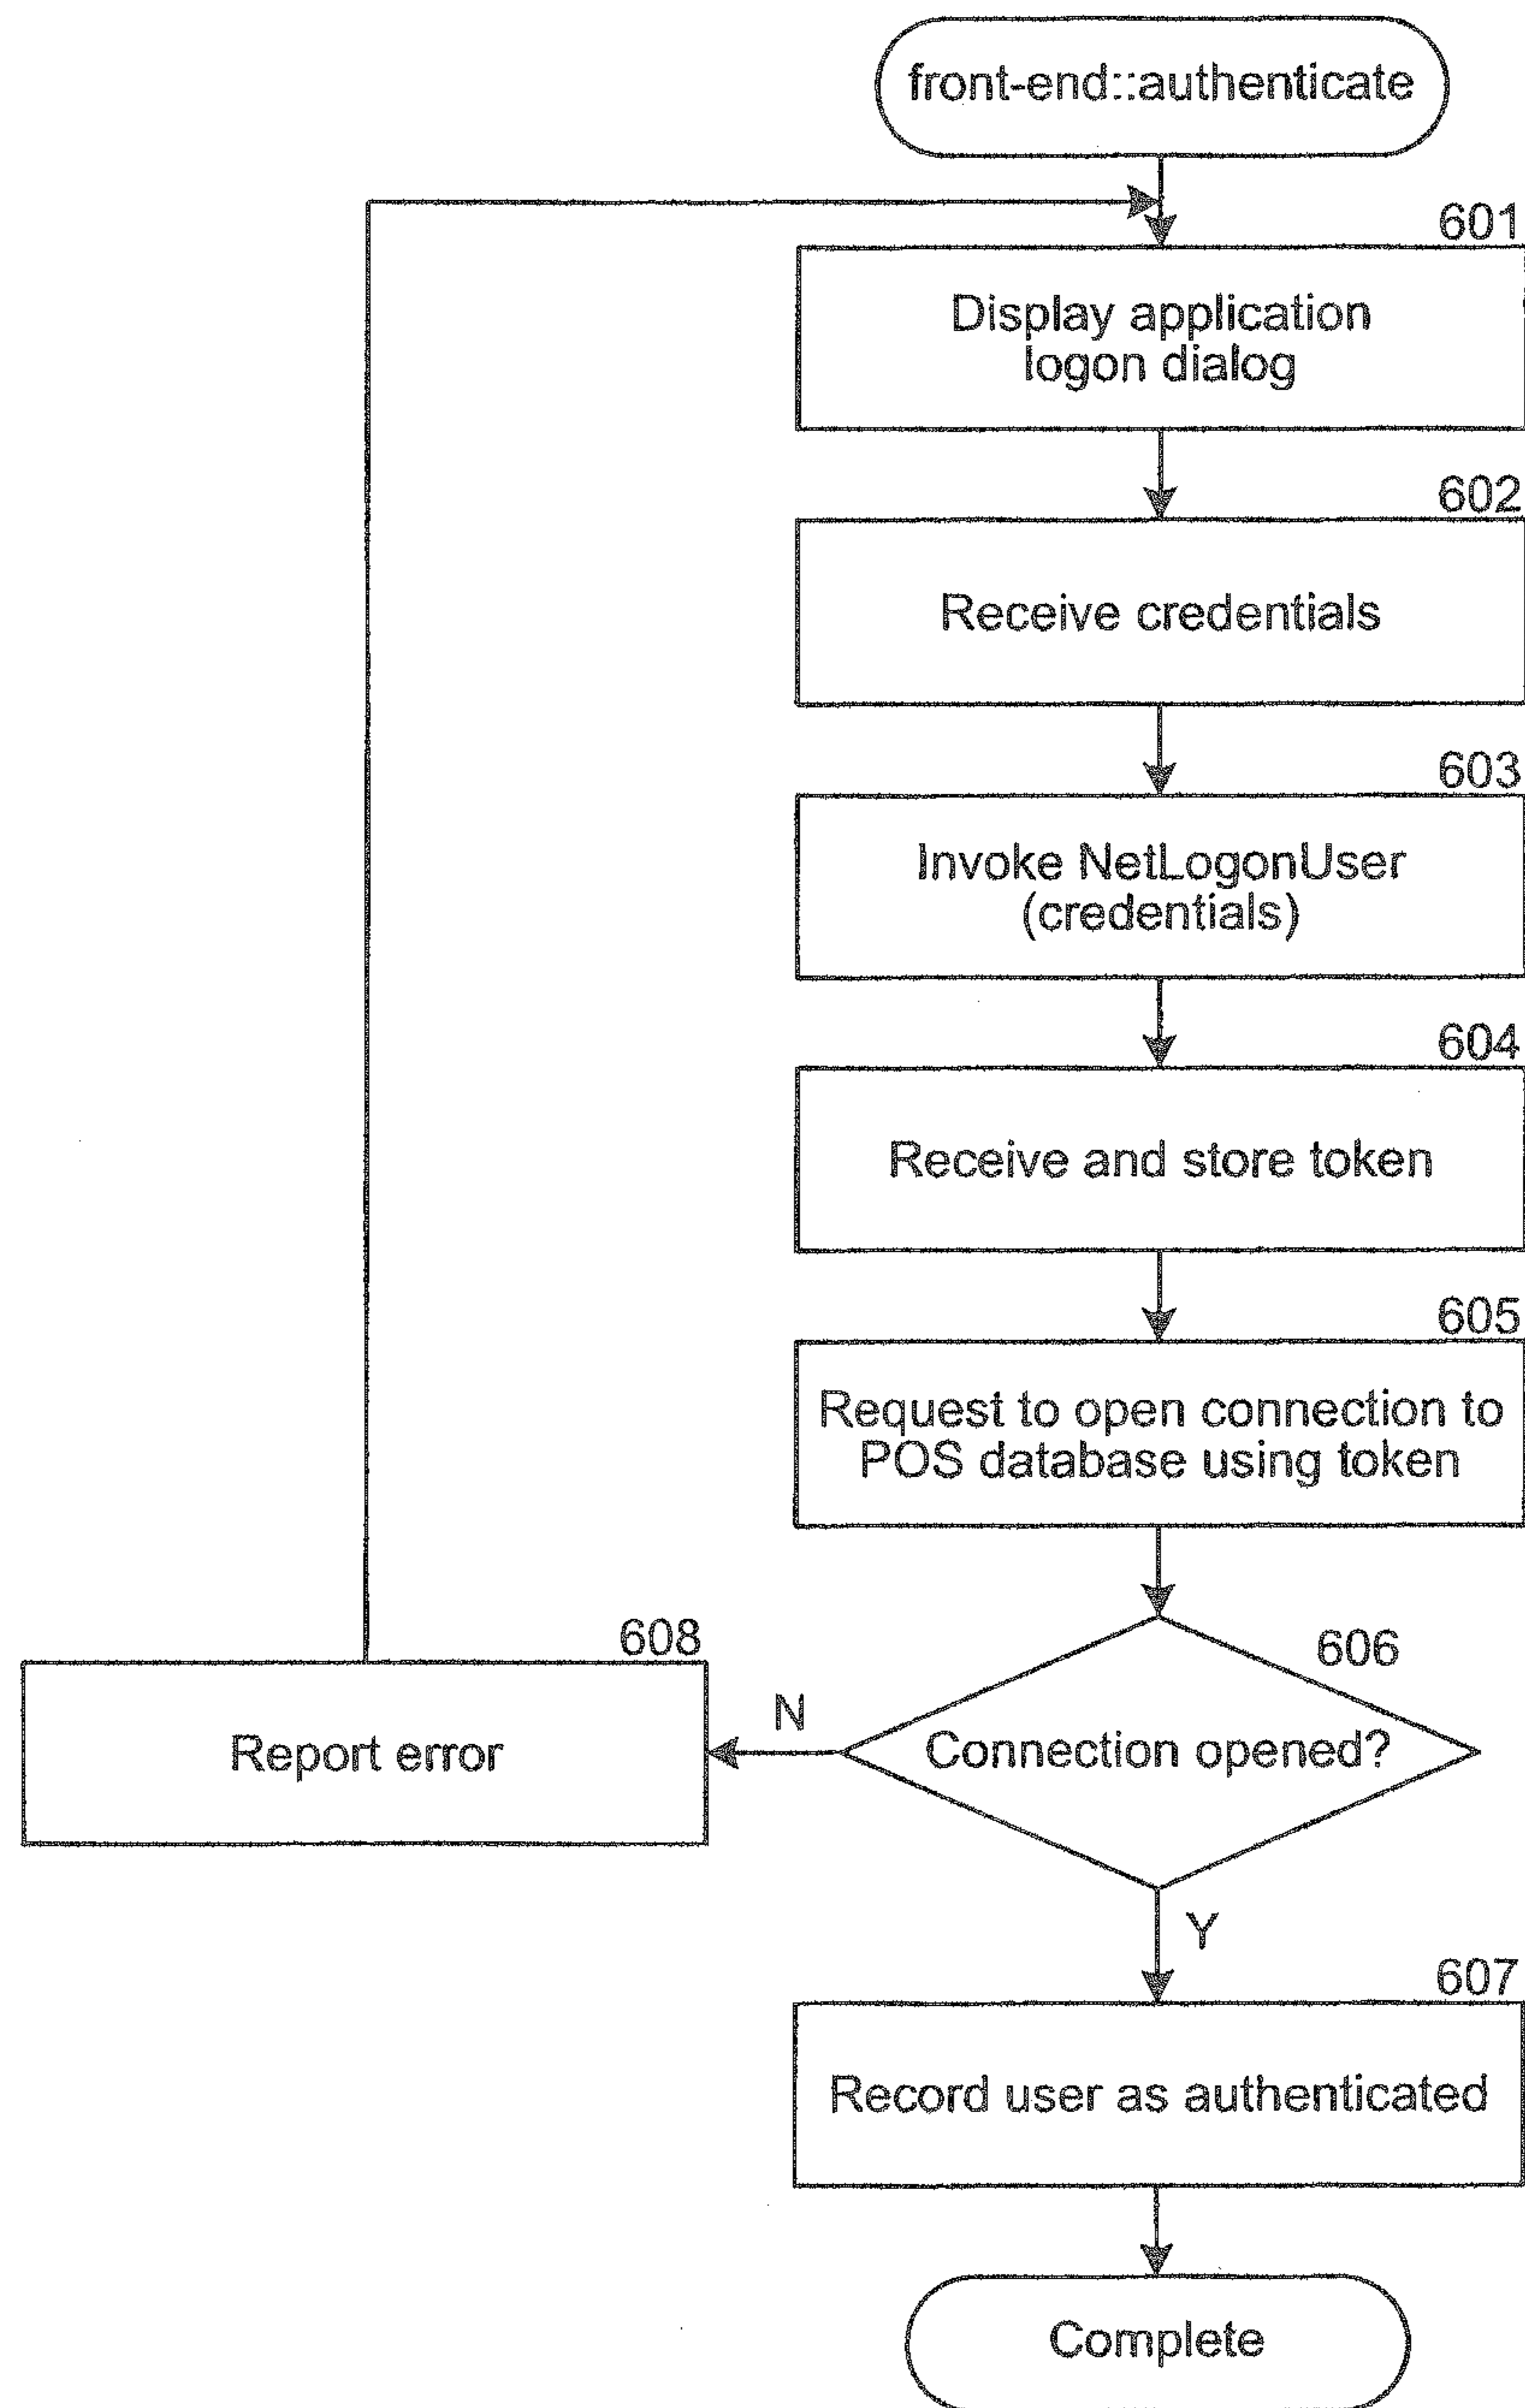 front-end::authenticate
601
Display application
logon dialog
602
Receive credentials
603
Invoke NetLogonUser
(credentials)
604
Receive and store token
605
Request to open connection to
POS database using token
606
Connection opened?
N
608
Report error
Y
607
Record user as authenticated
Complete